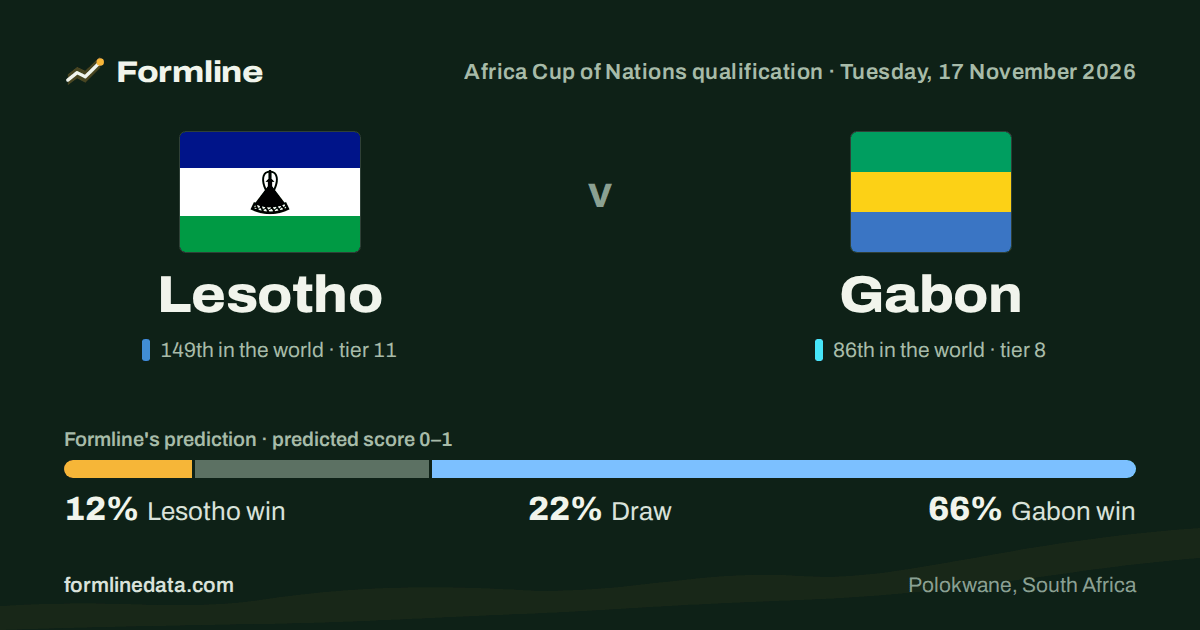 Formline
Africa Cup of Nations qualification · Tuesday, 17 November 2026
v
Lesotho
Gabon
149th in the world · tier 11
86th in the world · tier 8
Formline's prediction · predicted score 0–1
12% Lesotho win
22% Draw
66% Gabon win
formlinedata.com
Polokwane, South Africa